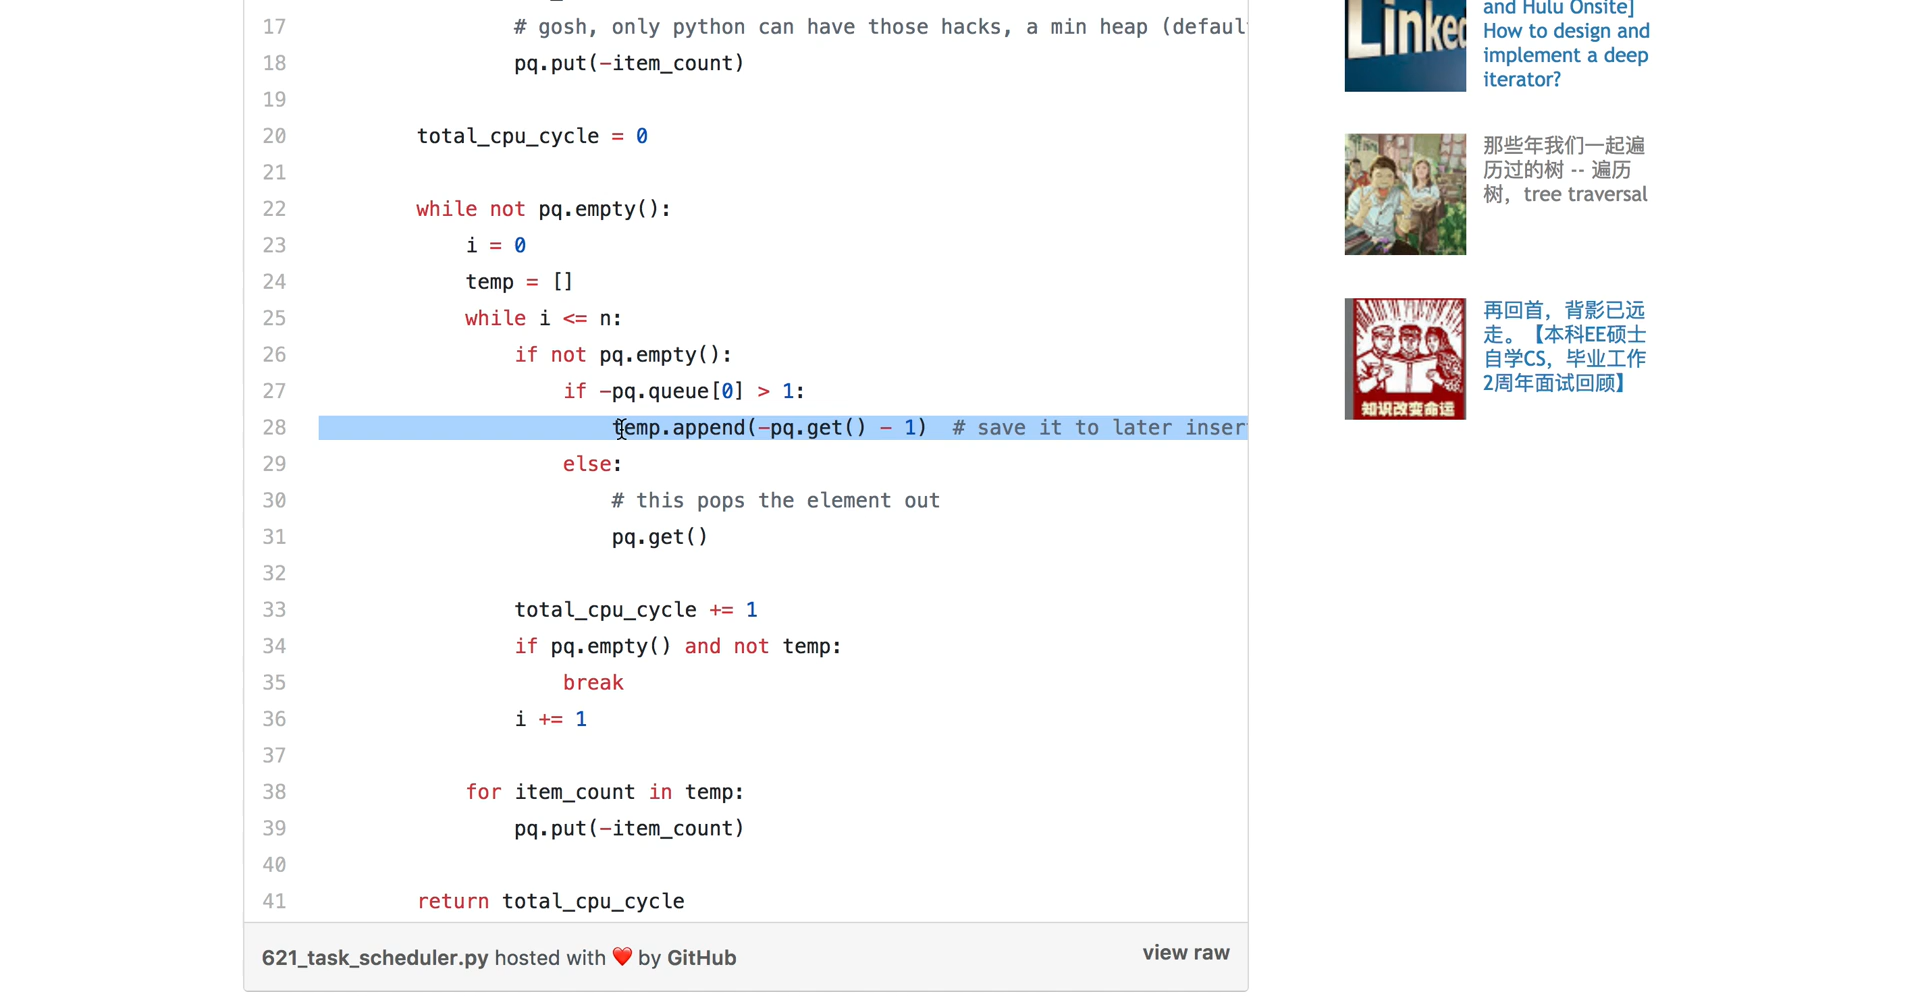 17 # gosh, only python can have those hacks, a min heap (defaul
18 pq.put(-item_count)
19
20 total_cpu_cycle = 0
21
22 while not pq.empty():
23 i = 0
24 temp = []
25 while i <= n:
26 if not pq.empty():
27 if -pq.queue[0] > 1:
28 temp.append(-pq.get() - 1) # save it to later inser
29 else:
30 # this pops the element out
31 pq.get()
32
33 total_cpu_cycle += 1
34 if pq.empty() and not temp:
35 break
36 i += 1
37
38 for item_count in temp:
39 pq.put(-item_count)
40
41 return total_cpu_cycle
621_task_scheduler.py hosted with ❤ by GitHub
view raw
Linked
and Hulu Onsite]
How to design and
implement a deep
iterator?
那些年我们一起遍
历过的树 -- 遍历
树，tree traversal
知识改变命运
再回首，背影已远
走。【本科EE硕士
自学CS，毕业工作
2周年面试回顾】